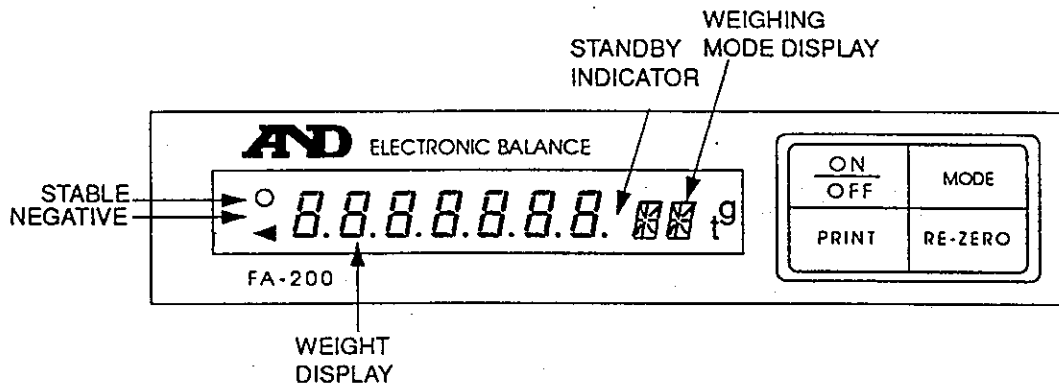 WEIGHING
MODE DISPLAY
STANDBY
INDICATOR
AND ELECTRONIC BALANCE
STABLE
NEGATIVE
8.8.8.8.8.8.8.
t g
FA-200
ON
OFF
MODE
PRINT
RE-ZERO
WEIGHT
DISPLAY